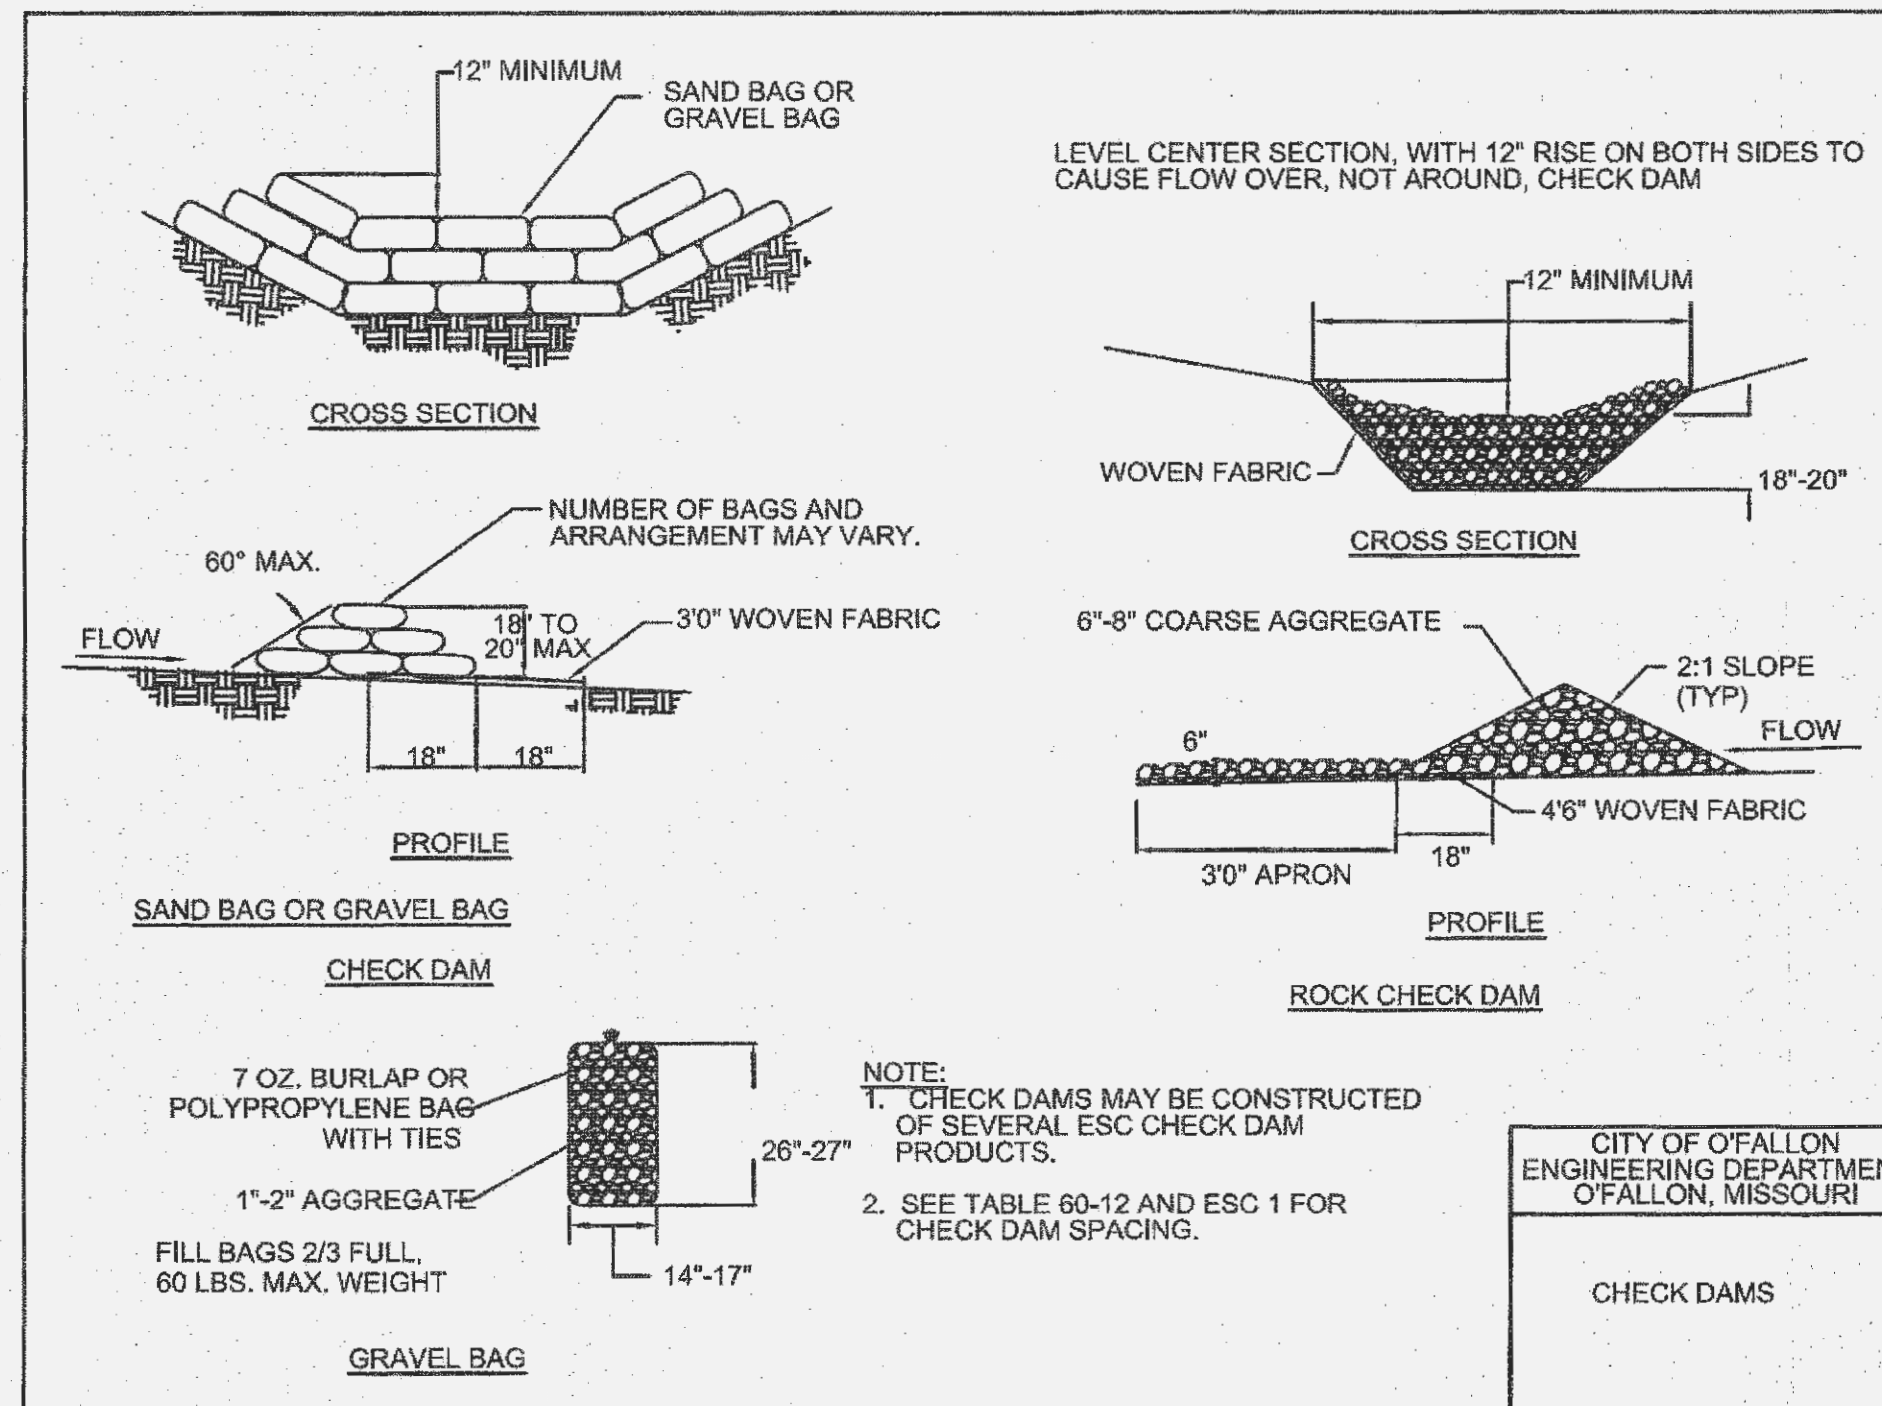 12" MINIMUM
SAND BAG OR
GRAVEL BAG
CROSS SECTION
NUMBER OF BAGS AND
ARRANGEMENT MAY VARY.
60° MAX.
FLOW
18" TO
20" MAX
3'0" WOVEN FABRIC
18"
18"
PROFILE
SAND BAG OR GRAVEL BAG
CHECK DAM
7 OZ. BURLAP OR
POLYPROPYLENE BAG
WITH TIES
1"-2" AGGREGATE
FILL BAGS 2/3 FULL,
60 LBS. MAX. WEIGHT
26"-27"
14"-17"
GRAVEL BAG
LEVEL CENTER SECTION, WITH 12" RISE ON BOTH SIDES TO
CAUSE FLOW OVER, NOT AROUND, CHECK DAM
12" MINIMUM
WOVEN FABRIC
18"-20"
CROSS SECTION
6"-8" COARSE AGGREGATE
2:1 SLOPE
(TYP)
FLOW
6"
4'6" WOVEN FABRIC
18"
3'0" APRON
PROFILE
ROCK CHECK DAM
NOTE:
1. CHECK DAMS MAY BE CONSTRUCTED
OF SEVERAL ESC CHECK DAM
PRODUCTS.
2. SEE TABLE 60-12 AND ESC 1 FOR
CHECK DAM SPACING.
CITY OF O'FALLON
ENGINEERING DEPARTMEN
O'FALLON, MISSOURI
CHECK DAMS